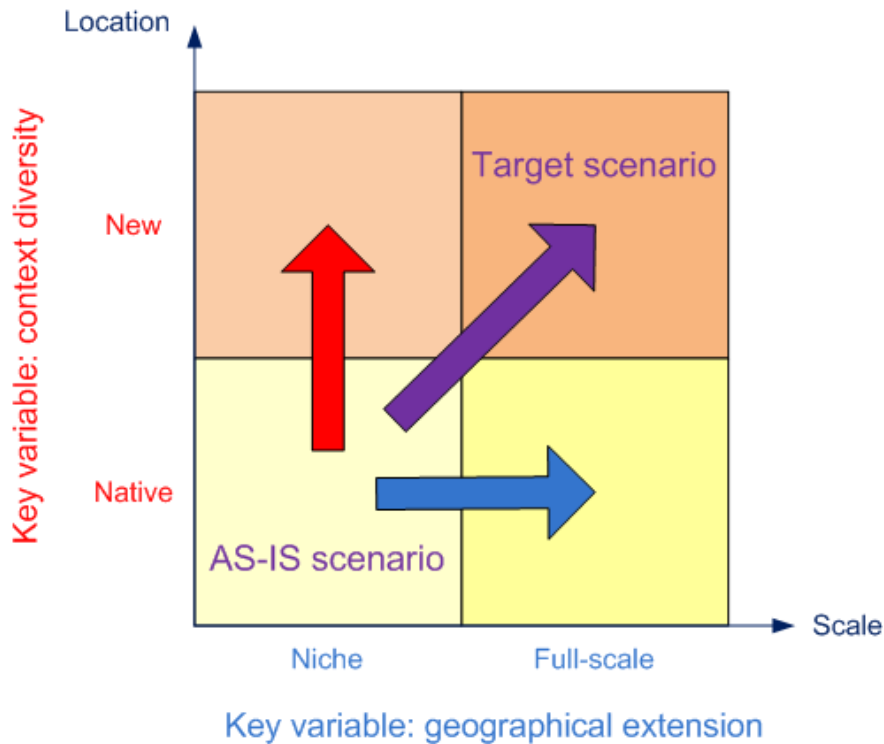 Location
Key variable: context diversity
Target scenario
New
Native
AS-IS scenario
Scale
Niche
Full-scale
Key variable: geographical extension